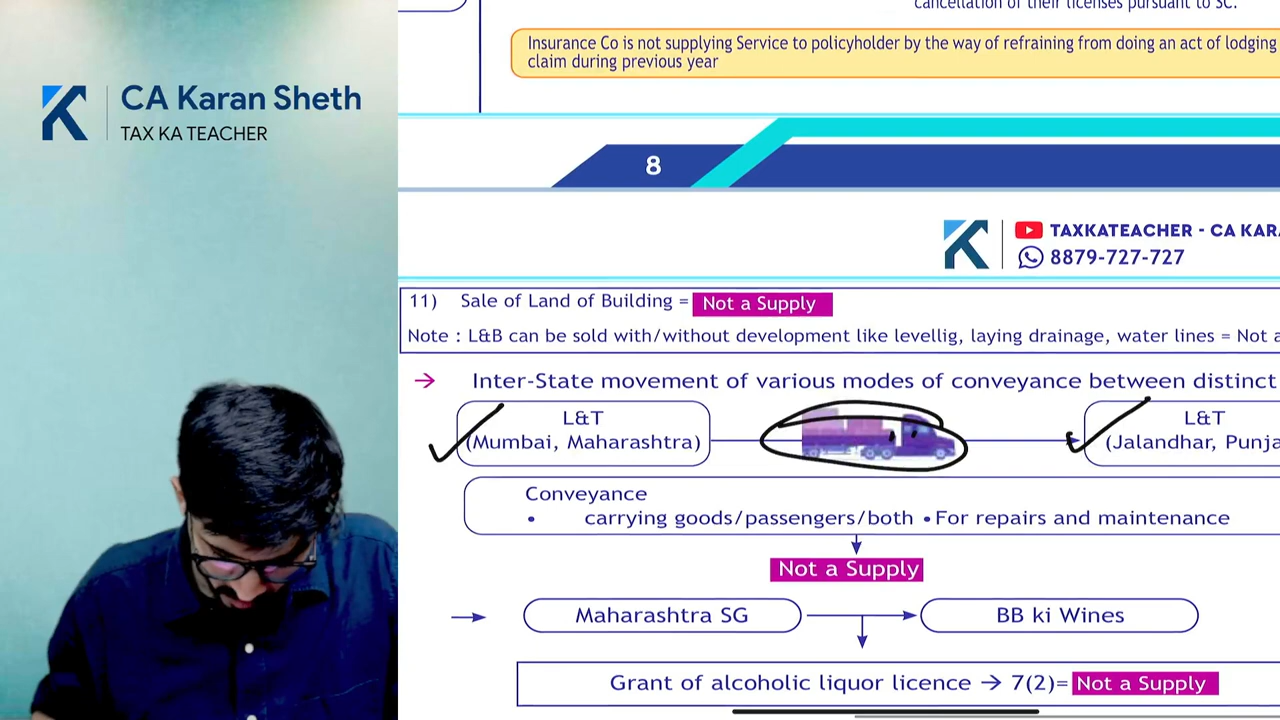 cancellation of their licenses pursuant to SC.
Insurance Co is not supplying Service to policyholder by the way of refraining from doing an act of lodging
claim during previous year
CA Karan Sheth
TAX KA TEACHER
8
TAXKATEACHER - CA KAR
8879-727-727
11) Sale of Land of Building = Not a Supply
Note : L&B can be sold with/without development like levellig, laying drainage, water lines = Not a
→ Inter-State movement of various modes of conveyance between distinct
L&T
(Mumbai, Maharashtra)
L&T
(Jalandhar, Punja
Conveyance
• carrying goods/passengers/both • For repairs and maintenance
Not a Supply
Maharashtra SG
BB ki Wines
Grant of alcoholic liquor licence → 7(2)= Not a Supply